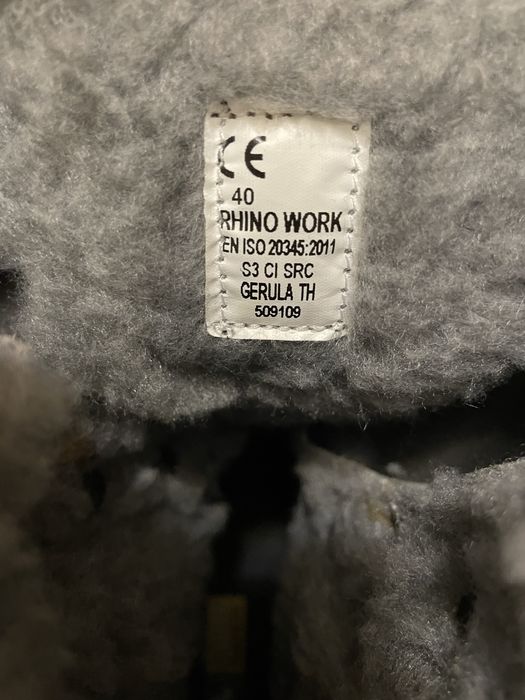 CE
40
RHINO WORK
EN ISO 20345:2011
S3 CI SRC
GERULA TH
509109